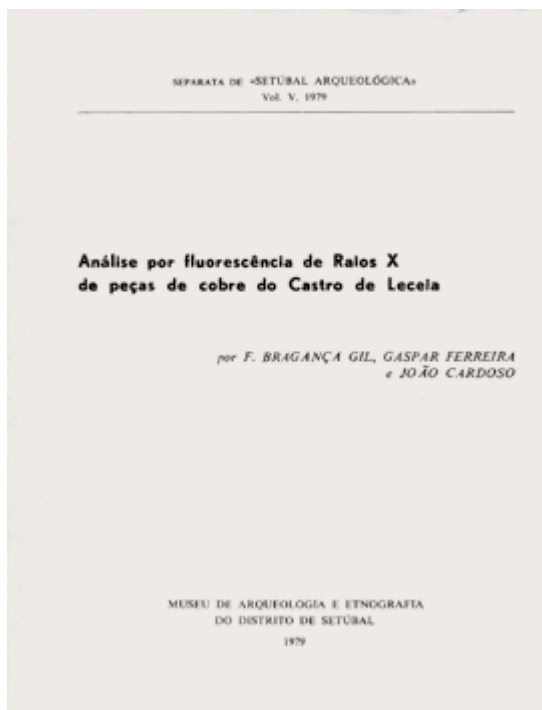 SEPARATA DE «SETÚBAL ARQUEOLÓGICA»
Vol. V, 1979
Análise por fluorescência de Raios X
de peças de cobre do Castro de Leceia
por F. BRAGANÇA GIL, GASPAR FERREIRA
e JOÃO CARDOSO
MUSEU DE ARQUEOLOGIA E ETNOGRAFIA
DO DISTRITO DE SETÚBAL
1979